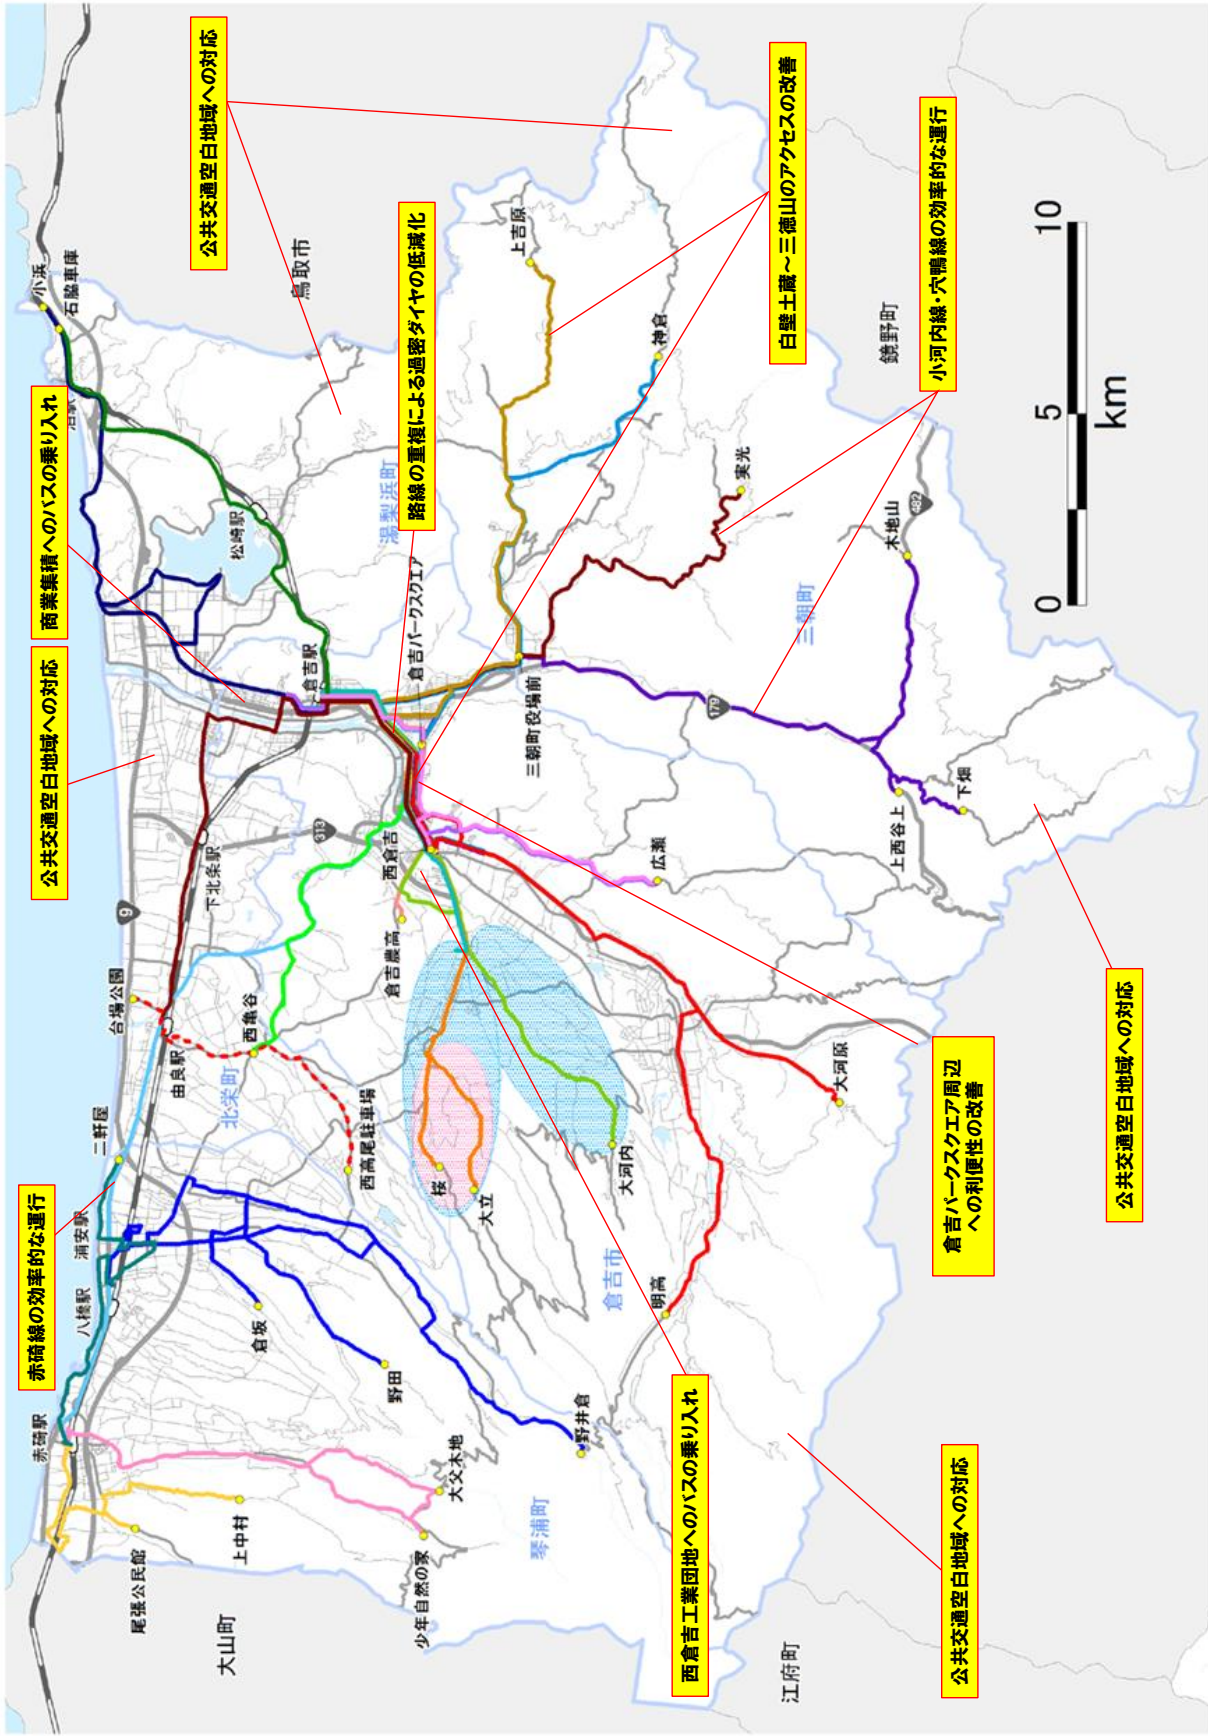 赤碕線の効率的な運行
公共交通空白地域への対応
商業集積へのバスの乗り入れ
公共交通空白地域への対応
路線の重複による過密ダイヤの低減化
白壁土蔵～三徳山のアクセスの改善
小河内線・穴鴨線の効率的な運行
西倉吉工業団地へのバスの乗り入れ
公共交通空白地域への対応
倉吉パークスクエア周辺
への利便性の改善
公共交通空白地域への対応
赤碕駅
八橋駅
浦安駅
二軒屋
台場公園
由良駅
下北条駅
倉吉駅
松崎駅
泊駅
石脇車庫
小浜
尾張公民館
上中村
倉坂
野田
西高尾駐車場
西亀谷
倉吉農高
西倉吉
倉吉パークスクエア
三朝町役場前
上吉原
神倉
実光
木地山
少年自然の家
大父木地
野井倉
桜
大立
大河内
明高
大河原
広瀬
上西谷上
下畑
大山町
琴浦町
北栄町
湯梨浜町
鳥取市
倉吉市
三朝町
鏡野町
江府町
9
313
179
482
0
5
10
km